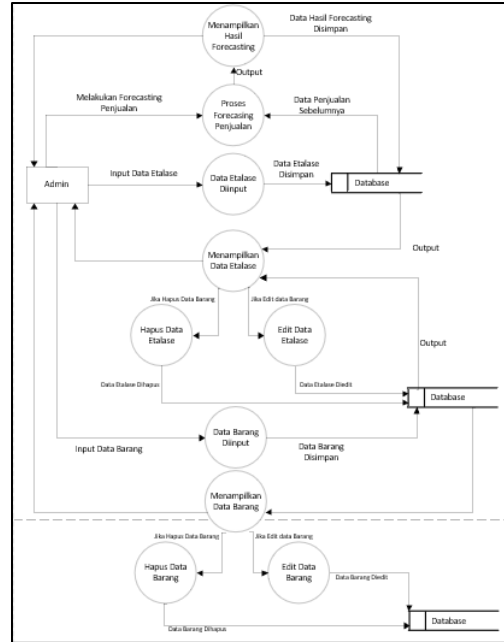 Menampilkan
Hasil
Forecasting
Data Hasil Forecasting
Disimpan
Output
Melakukan Forecasting
Penjualan
Proses
Forecasing
Penjualan
Data Penjualan
Sebelumnya
Admin
Input Data Etalase
Data Etalase
Diinput
Data Etalase
Disimpan
Database
Menampilkan
Data Etalase
Output
Jika Hapus Data Barang
Jika Edit data Barang
Hapus Data
Etalase
Edit Data
Etalase
Output
Data Etalase Dihapus
Data Etalase Diedit
Database
Input Data Barang
Data Barang
Diinput
Data Barang
Disimpan
Menampilkan
Data Barang
Jika Hapus Data Barang
Jika Edit data Barang
Hapus Data
Barang
Edit Data
Barang
Data Barang Diedit
Data Barang Dihapus
Database